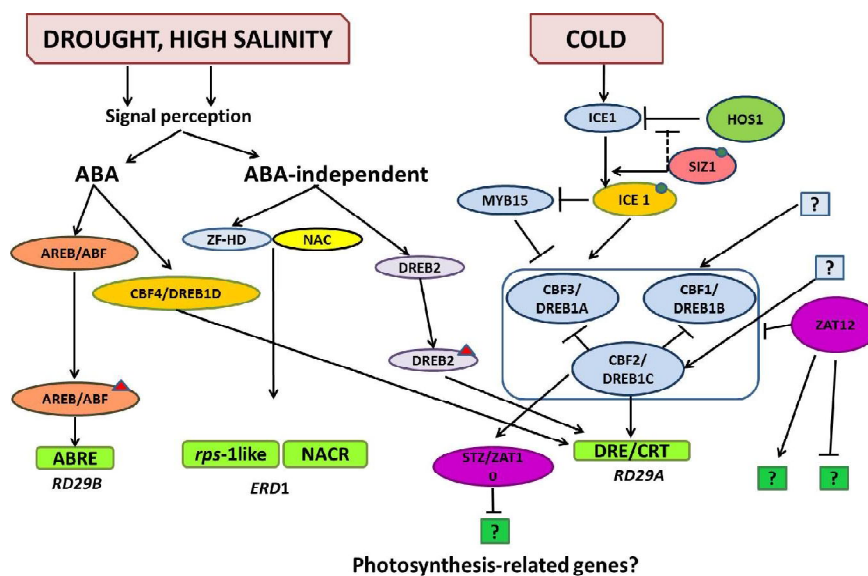 DROUGHT, HIGH SALINITY
COLD
Signal perception
ICE1
HOS1
SIZ1
ABA
ABA-independent
MYB15
ICE 1
?
ZF-HD
NAC
AREB/ABF
DREB2
?
CBF4/DREB1D
CBF3/
DREB1A
CBF1/
DREB1B
ZAT12
DREB2
CBF2/
DREB1C
AREB/ABF
ABRE
rps-1like
NACR
STZ/ZAT1
0
DRE/CRT
RD29B
ERD1
RD29A
?
?
?
Photosynthesis-related genes?